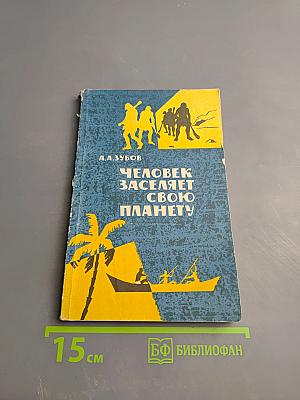 А.А.ЗУБОВ
ЧЕЛОВЕК
ЗАСЕЛЯЕТ
СВОЮ
ПЛАНЕТУ
15 см
БФ БИБЛИОФАН